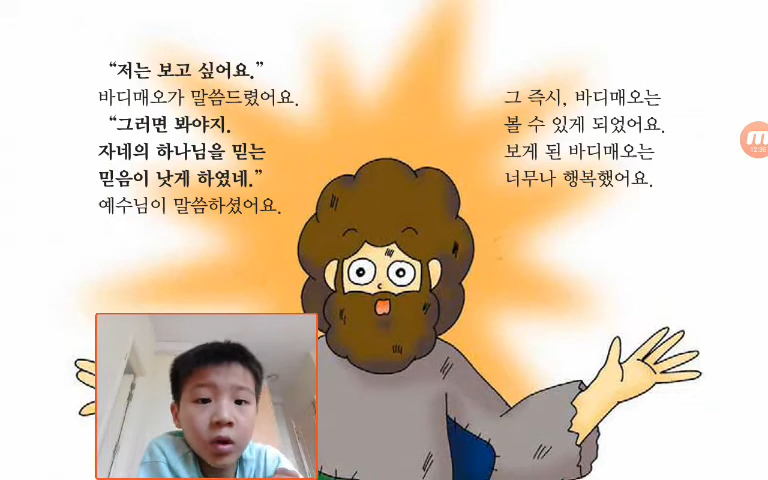 “저는 보고 싶어요.”
바디매오가 말씀드렸어요.
“그러면 봐야지.
자네의 하나님을 믿는
믿음이 낫게 하였네.”
예수님이 말씀하셨어요.
그 즉시, 바디매오는
볼 수 있게 되었어요.
보게 된 바디매오는
너무나 행복했어요.
12:36